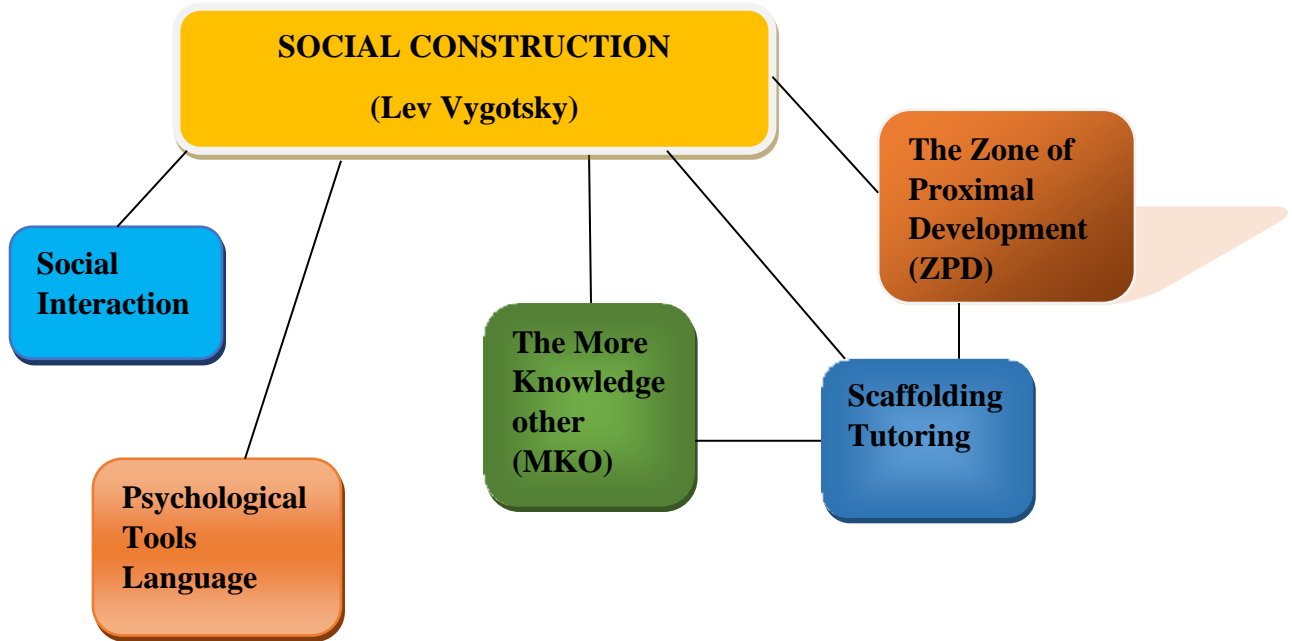 SOCIAL CONSTRUCTION
(Lev Vygotsky)
The Zone of
Proximal
Development
(ZPD)
Social
Interaction
The More
Knowledge
other
(MKO)
Scaffolding
Tutoring
Psychological
Tools
Language